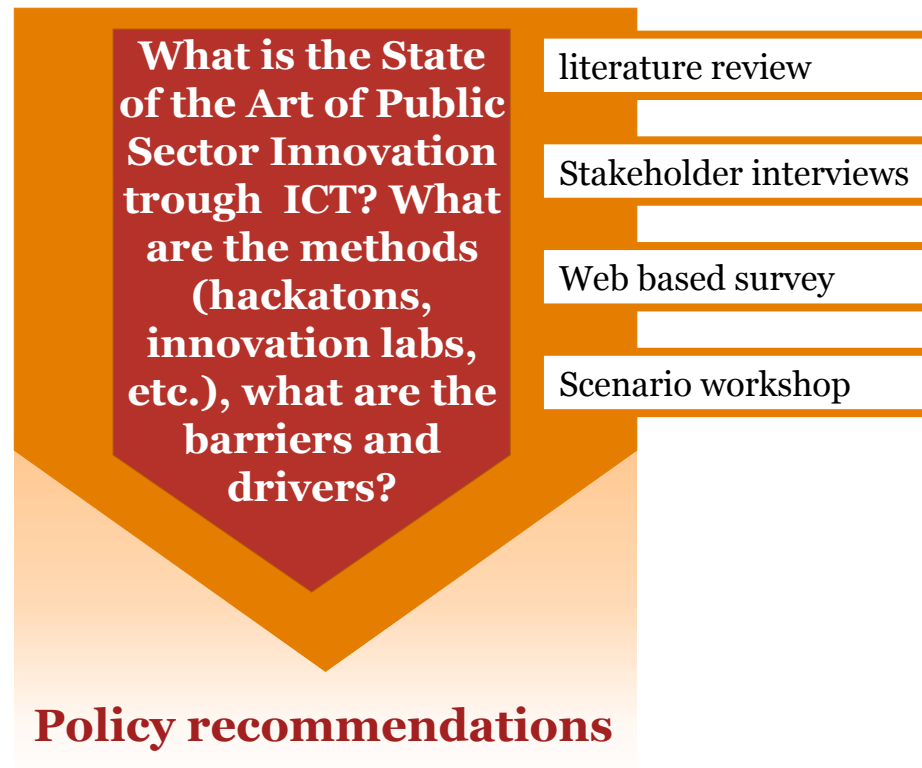 What is the State
of the Art of Public
Sector Innovation
trough ICT? What
are the methods
(hackatons,
innovation labs,
etc.), what are the
barriers and
drivers?
literature review
Stakeholder interviews
Web based survey
Scenario workshop
Policy recommendations